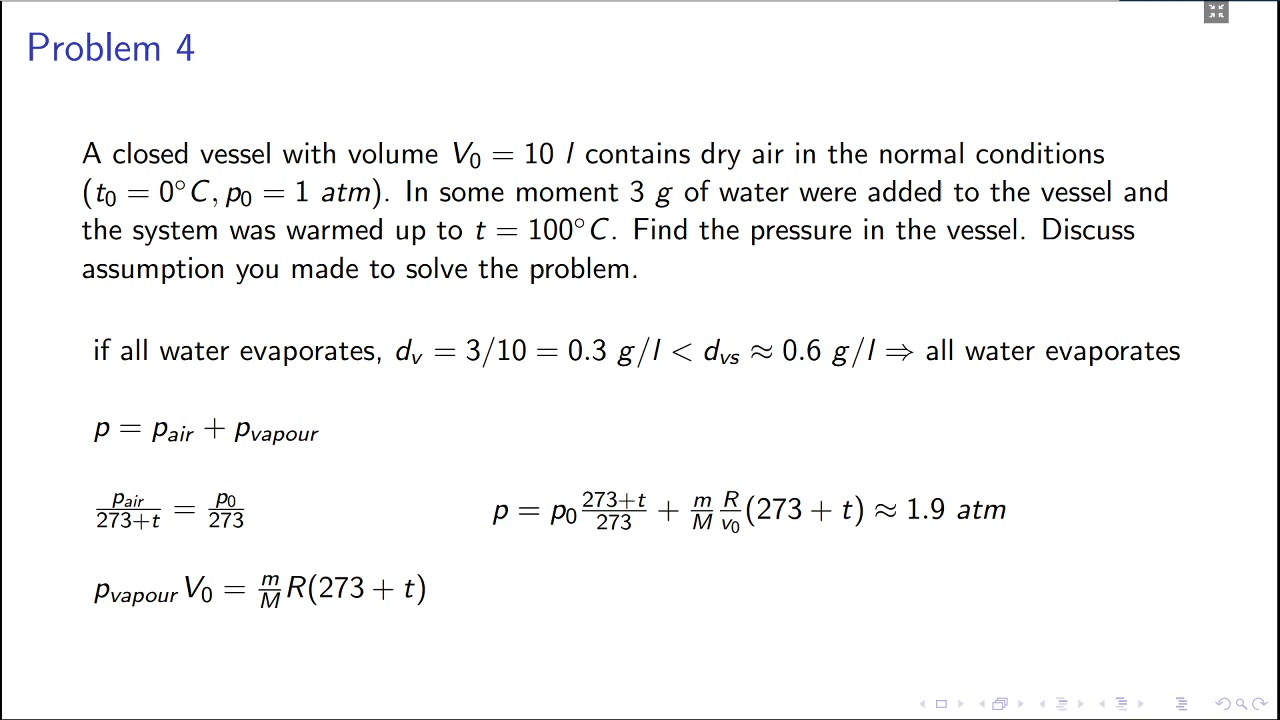 Problem 4
A closed vessel with volume V₀ = 10 l contains dry air in the normal conditions
(t₀ = 0°C, p₀ = 1 atm). In some moment 3 g of water were added to the vessel and
the system was warmed up to t = 100°C. Find the pressure in the vessel. Discuss
assumption you made to solve the problem.
if all water evaporates, d_v = 3/10 = 0.3 g/l < d_vs ≈ 0.6 g/l ⇒ all water evaporates
p = p_air + p_vapour
p_air/(273+t) = p₀/273
p = p₀ (273+t)/273 + m/M R/v₀ (273 + t) ≈ 1.9 atm
p_vapour V₀ = m/M R(273 + t)